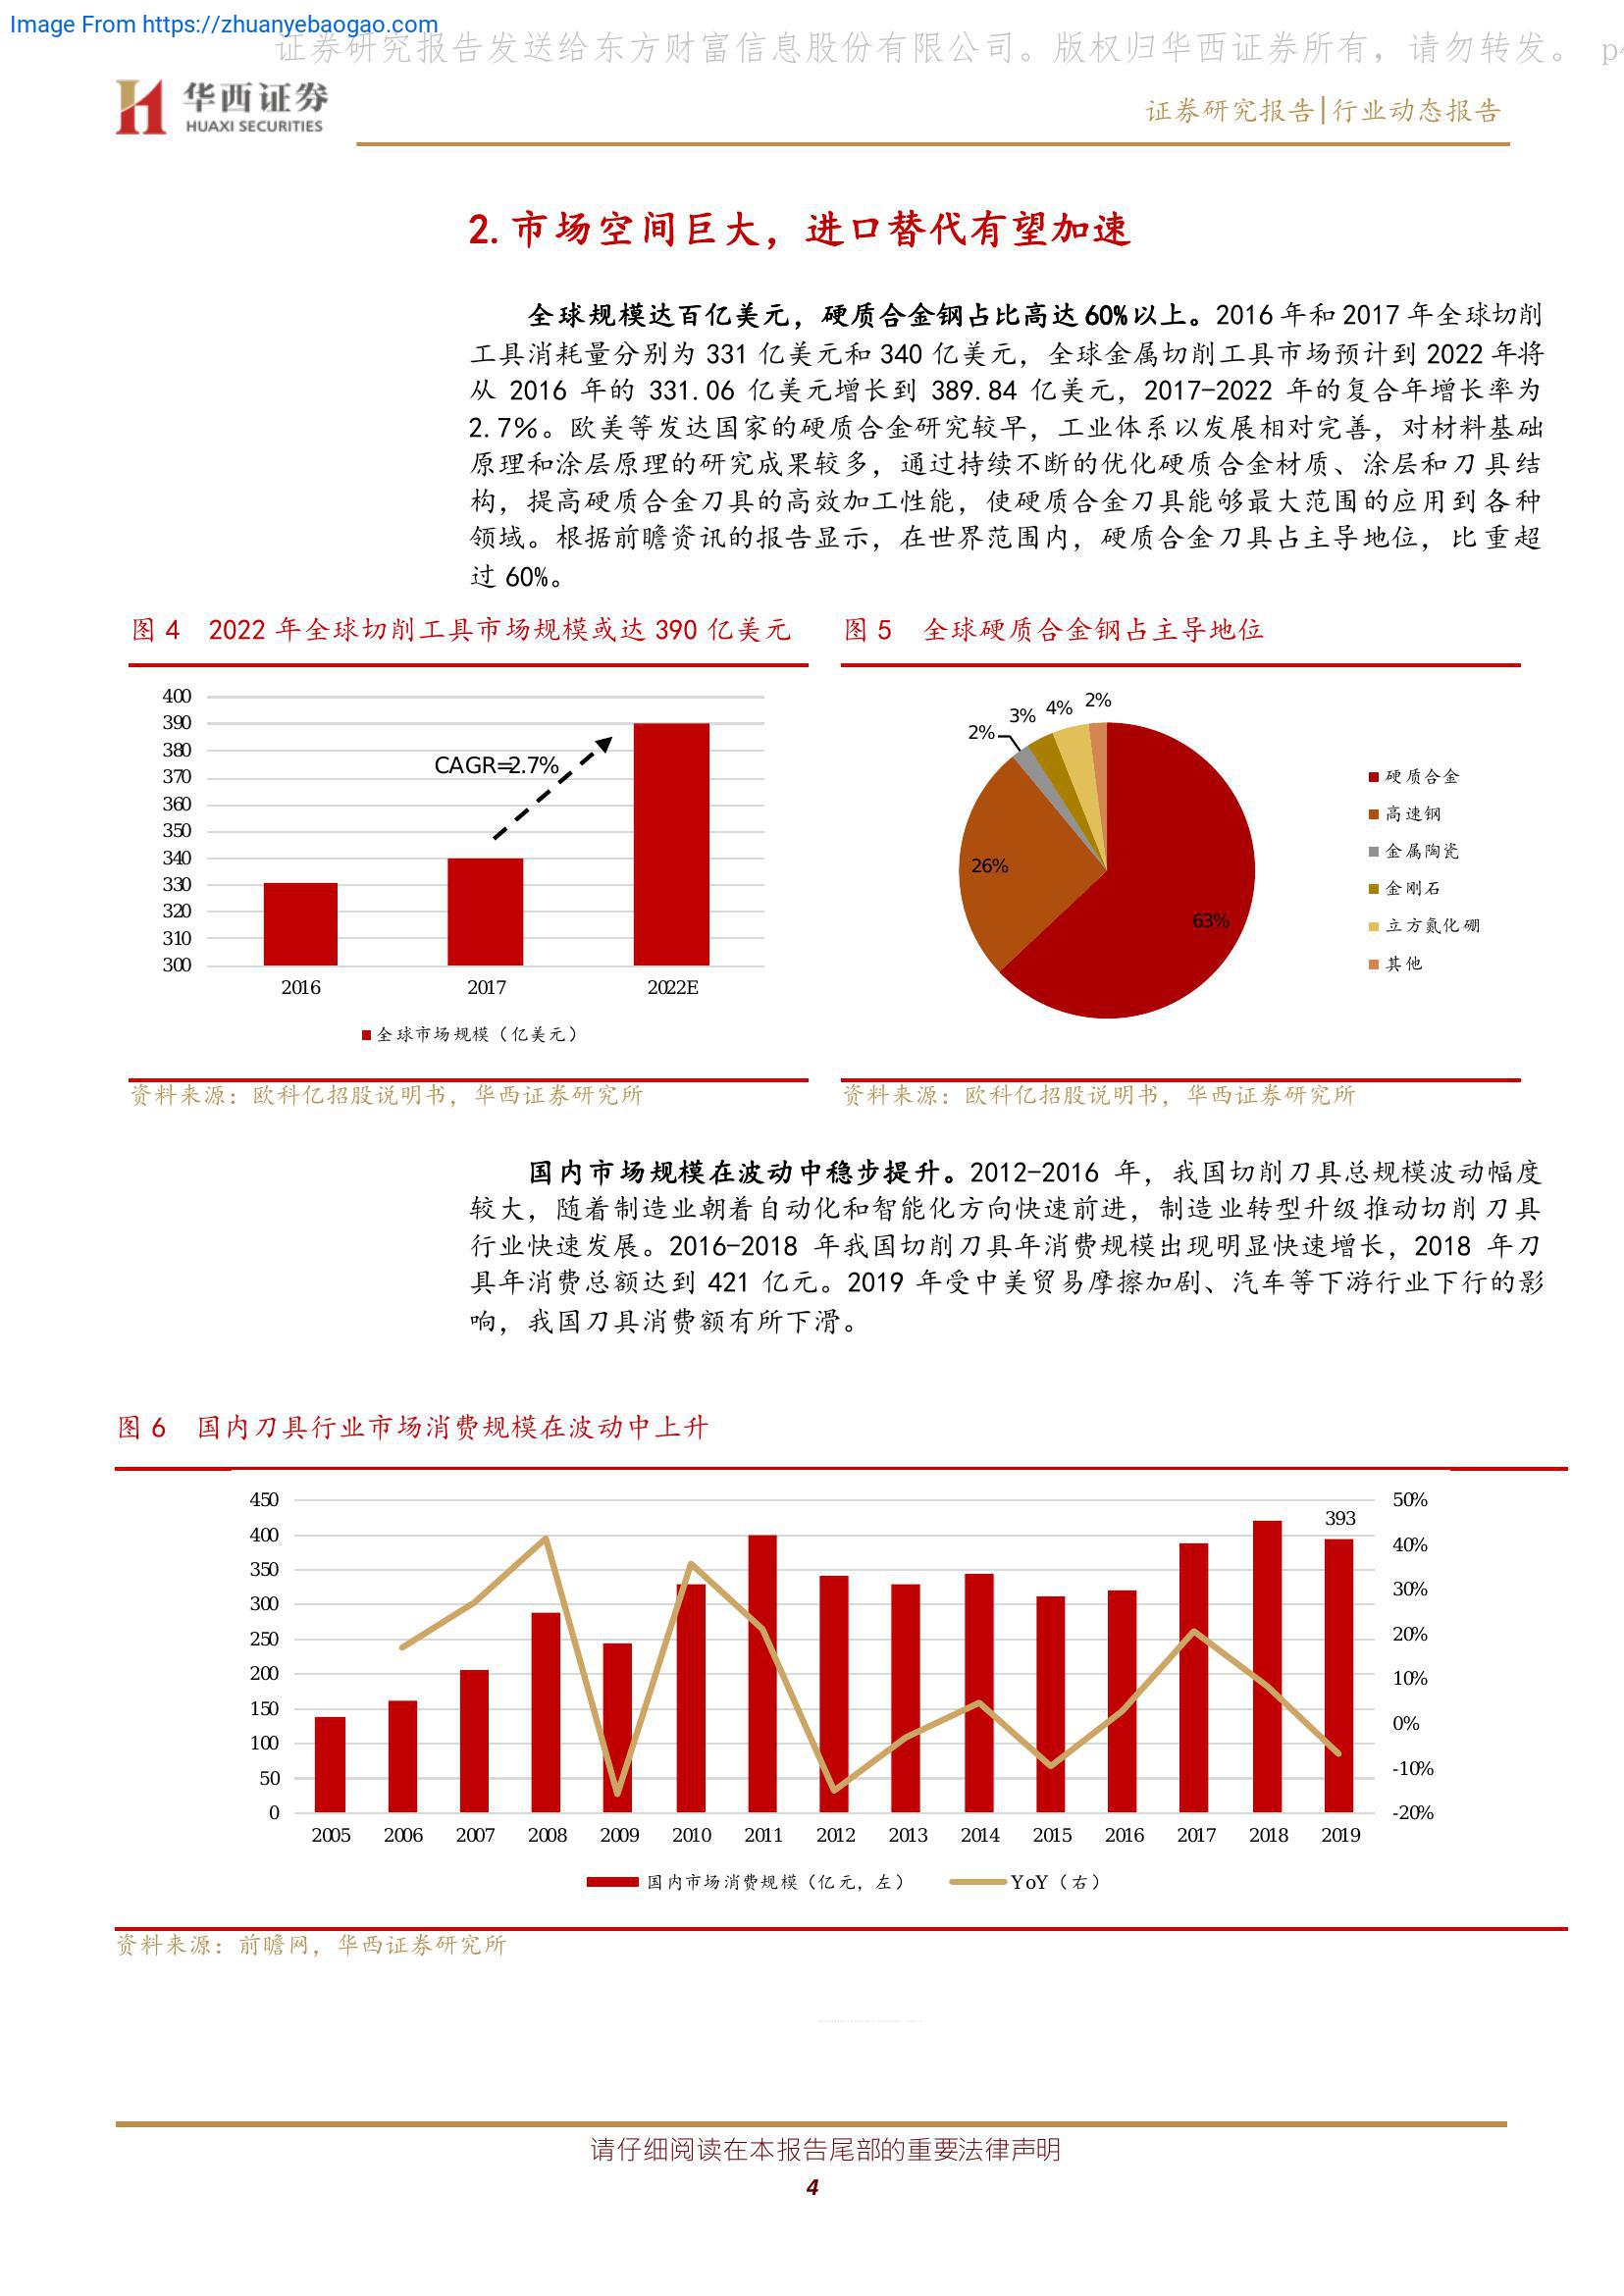 Image From https://zhuanyebaogao.com
证券研究报告发送给东方财富信息股份有限公司。版权归华西证券所有，请勿转发。 p4
华西证券
HUAXI SECURITIES
证券研究报告|行业动态报告
2. 市场空间巨大，进口替代有望加速
全球规模达百亿美元，硬质合金钢占比高达 60%以上。2016 年和 2017 年全球切削
工具消耗量分别为 331 亿美元和 340 亿美元，全球金属切削工具市场预计到 2022 年将
从 2016 年的 331.06 亿美元增长到 389.84 亿美元，2017-2022 年的复合年增长率为
2.7%。欧美等发达国家的硬质合金研究较早，工业体系以发展相对完善，对材料基础
原理和涂层原理的研究成果较多，通过持续不断的优化硬质合金材质、涂层和刀具结
构，提高硬质合金刀具的高效加工性能，使硬质合金刀具能够最大范围的应用到各种
领域。根据前瞻资讯的报告显示，在世界范围内，硬质合金刀具占主导地位，比重超
过 60%。
图 4 2022 年全球切削工具市场规模或达 390 亿美元
400
390
380
370
360
350
340
330
320
310
300
CAGR=2.7%
2016 2017 2022E
全球市场规模（亿美元）
资料来源：欧科亿招股说明书，华西证券研究所
图 5 全球硬质合金钢占主导地位
2% 3% 4% 2%
26%
63%
硬质合金
高速钢
金属陶瓷
金刚石
立方氮化硼
其他
资料来源：欧科亿招股说明书，华西证券研究所
国内市场规模在波动中稳步提升。2012-2016 年，我国切削刀具总规模波动幅度
较大，随着制造业朝着自动化和智能化方向快速前进，制造业转型升级推动切削刀具
行业快速发展。2016-2018 年我国切削刀具年消费规模出现明显快速增长，2018 年刀
具年消费总额达到 421 亿元。2019 年受中美贸易摩擦加剧、汽车等下游行业下行的影
响，我国刀具消费额有所下滑。
图 6 国内刀具行业市场消费规模在波动中上升
450
400
350
300
250
200
150
100
50
0
393
50%
40%
30%
20%
10%
0%
-10%
-20%
2005 2006 2007 2008 2009 2010 2011 2012 2013 2014 2015 2016 2017 2018 2019
国内市场消费规模（亿元，左） YoY（右）
资料来源：前瞻网，华西证券研究所
请仔细阅读在本报告尾部的重要法律声明
4